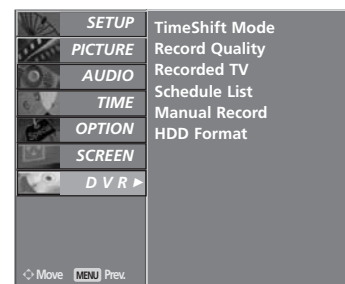 SETUP
PICTURE
AUDIO
TIME
OPTION
SCREEN
D V R ►
TimeShift Mode
Record Quality
Recorded TV
Schedule List
Manual Record
HDD Format
Move MENU Prev.